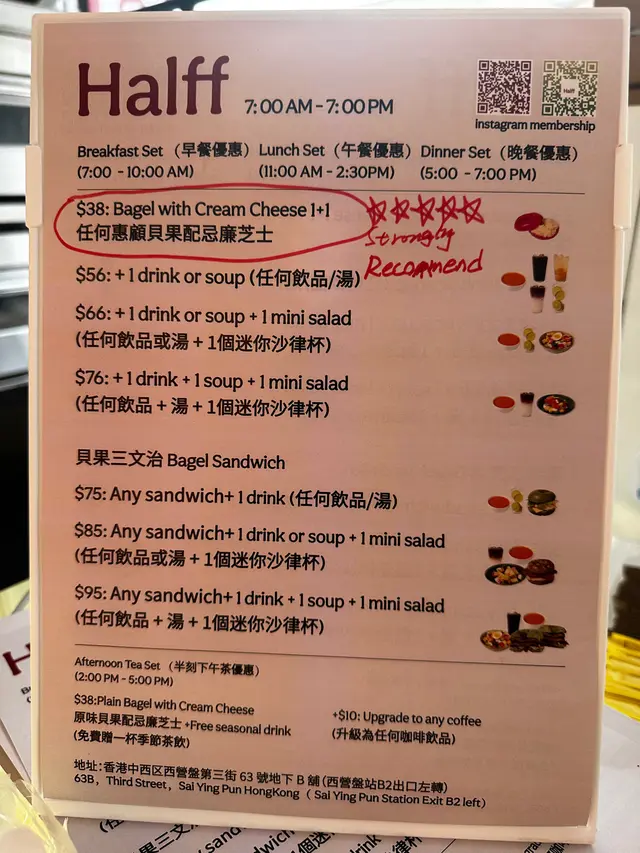 Halff
7:00 AM - 7:00 PM
Halff
instagram membership
Breakfast Set （早餐優惠） Lunch Set （午餐優惠） Dinner Set （晚餐優惠）
(7:00 - 10:00 AM) (11:00 AM - 2:30PM) (5:00 - 7:00 PM)
$38: Bagel with Cream Cheese 1+1
任何惠顧貝果配忌廉芝士
Strongly
Recommend
$56: + 1 drink or soup (任何飲品/湯)
$66: + 1 drink or soup + 1 mini salad
(任何飲品或湯 + 1個迷你沙律杯)
$76: + 1 drink + 1 soup + 1 mini salad
(任何飲品 + 湯 + 1個迷你沙律杯)
貝果三文治 Bagel Sandwich
$75: Any sandwich+ 1 drink (任何飲品/湯)
$85: Any sandwich+ 1 drink or soup + 1 mini salad
(任何飲品或湯 + 1個迷你沙律杯)
$95: Any sandwich+ 1 drink + 1 soup + 1 mini salad
(任何飲品 + 湯 + 1個迷你沙律杯)
Afternoon Tea Set （半刻下午茶優惠）
(2:00 PM - 5:00 PM)
$38:Plain Bagel with Cream Cheese
原味貝果配忌廉芝士 +Free seasonal drink
(免費贈一杯季節茶飲)
+$10: Upgrade to any coffee
(升級為任何咖啡飲品)
地址:香港中西区西營盤第三街 63 號地下 B 舖 (西營盤站B2出口左轉)
63B, Third Street, Sai Ying Pun HongKong ( Sai Ying Pun Station Exit B2 left)